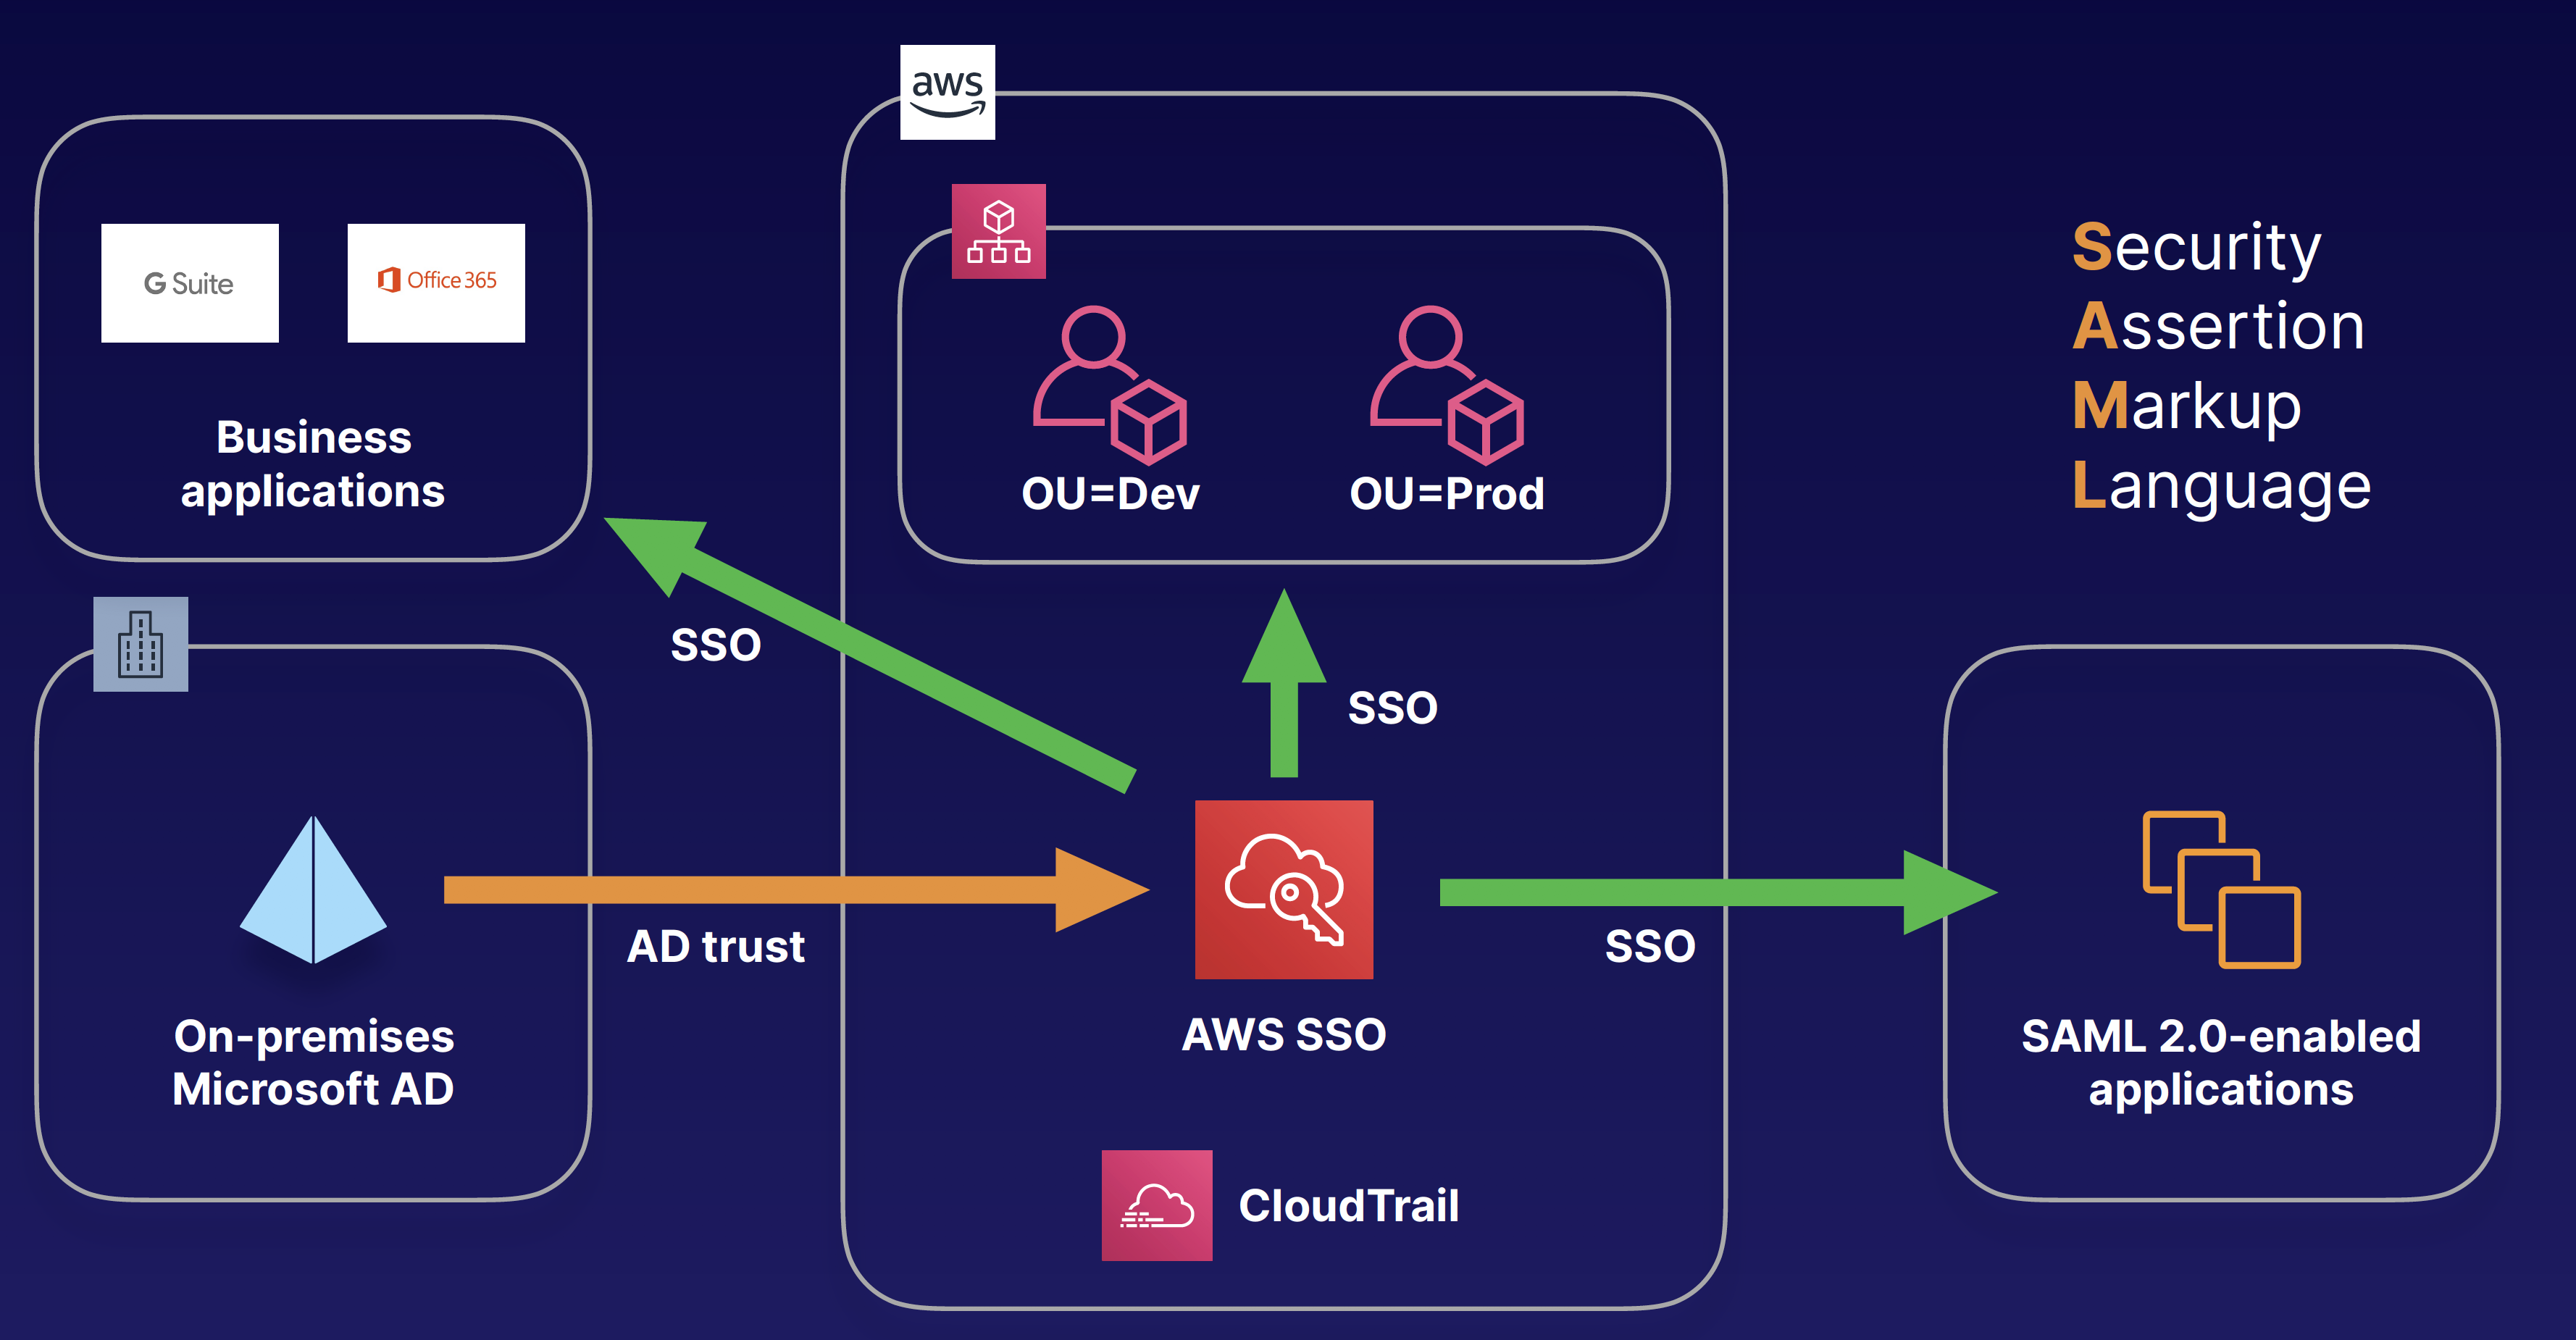 aws
G Suite
Office 365
Business
applications
OU=Dev
OU=Prod
Security
Assertion
Markup
Language
SSO
SSO
AD trust
SSO
On-premises
Microsoft AD
AWS SSO
SAML 2.0-enabled
applications
CloudTrail